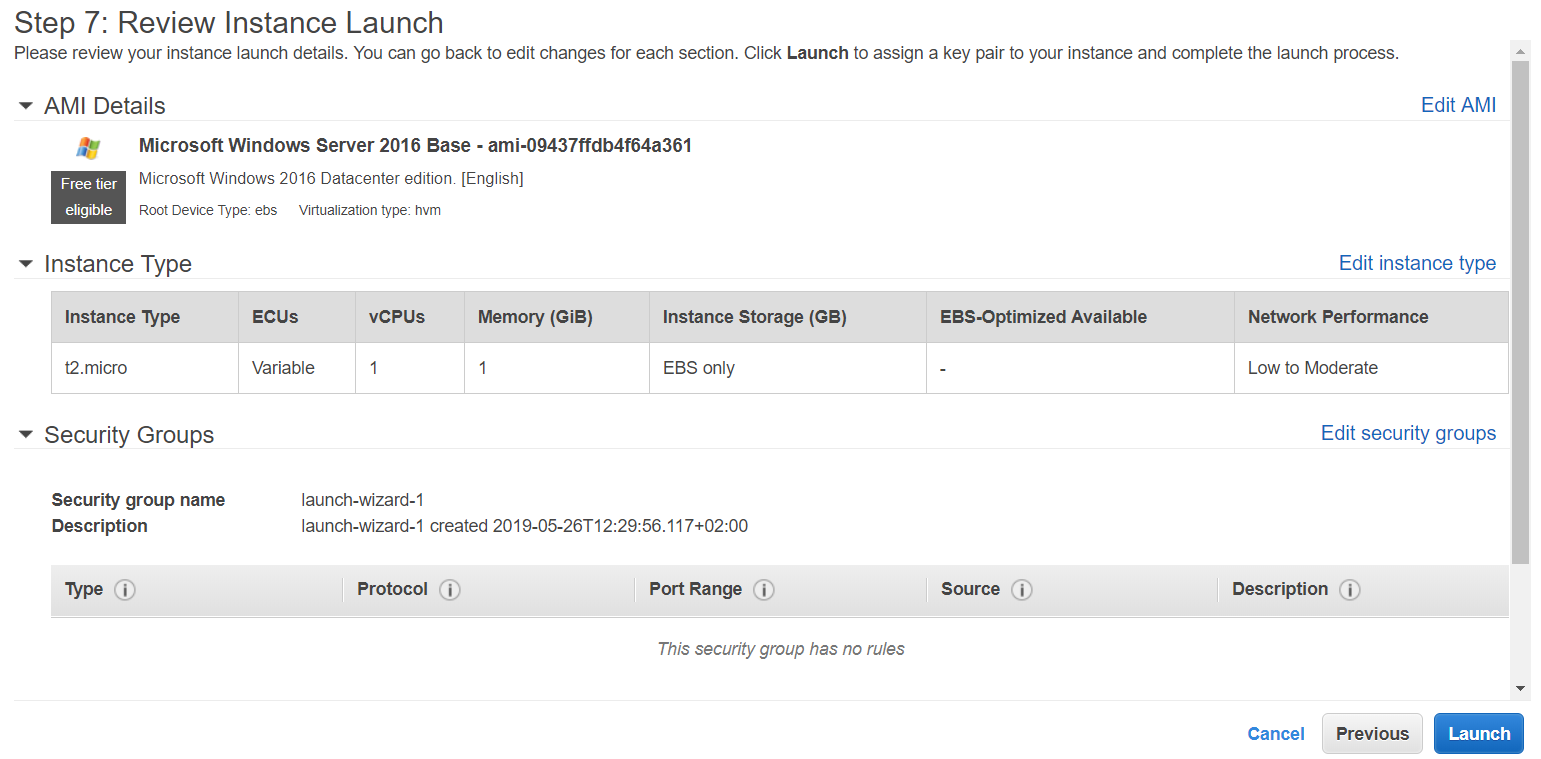 Step 7: Review Instance Launch
Please review your instance launch details. You can go back to edit changes for each section. Click Launch to assign a key pair to your instance and complete the launch process.
AMI Details Edit AMI
Microsoft Windows Server 2016 Base - ami-09437ffdb4f64a361
Free tier eligible
Microsoft Windows 2016 Datacenter edition. [English]
Root Device Type: ebs Virtualization type: hvm
Instance Type Edit instance type
Instance Type ECUs vCPUs Memory (GiB) Instance Storage (GB) EBS-Optimized Available Network Performance
t2.micro Variable 1 1 EBS only - Low to Moderate
Security Groups Edit security groups
Security group name launch-wizard-1
Description launch-wizard-1 created 2019-05-26T12:29:56.117+02:00
Type i Protocol i Port Range i Source i Description i
This security group has no rules
Cancel Previous Launch